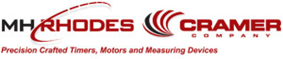 MH RHODES CRAMER
COMPANY
Precision Crafted Timers, Motors and Measuring Devices